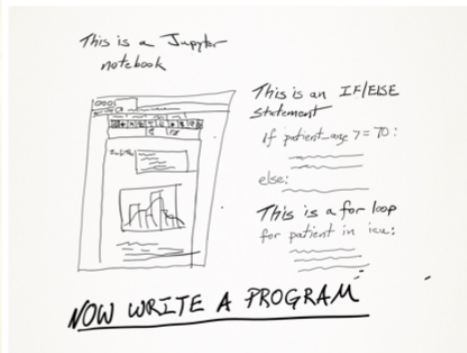 This is a Jupyter
notebook
This is an IF/ELSE
statement
if patient_age >= 70:
else:
This is a for loop
for patient in icu:
NOW WRITE A PROGRAM